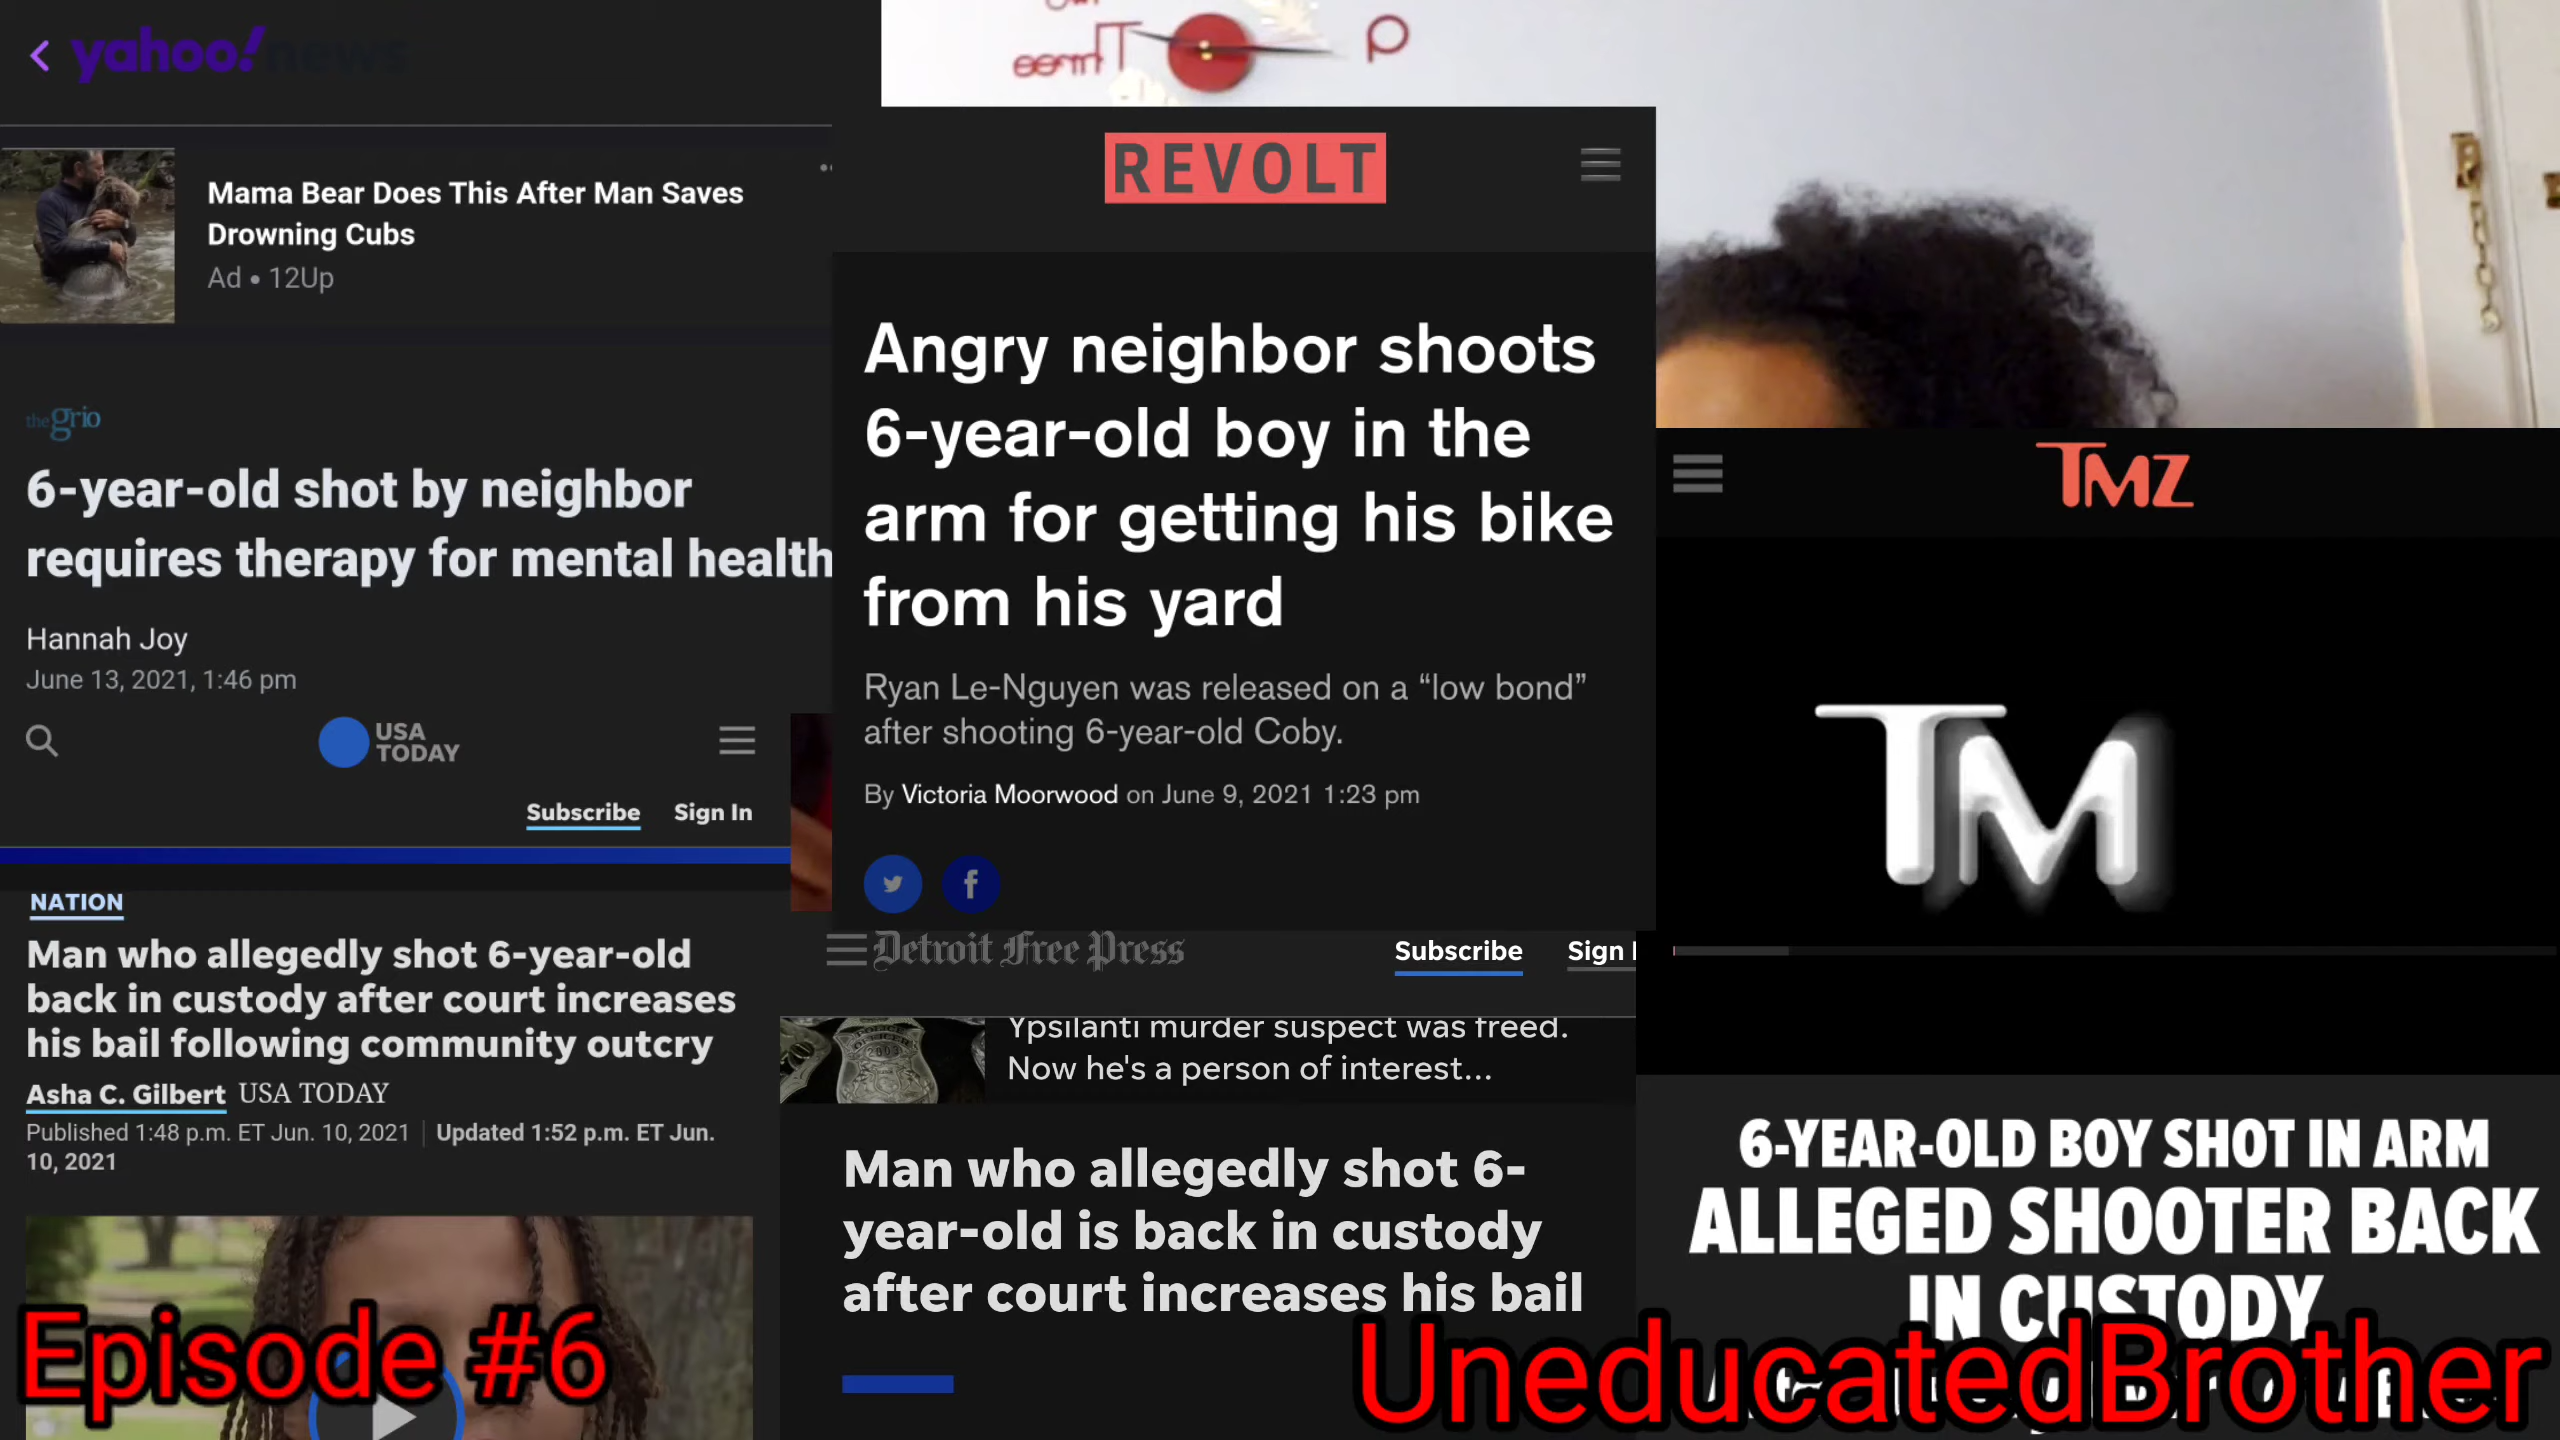 yahoo!news
Mama Bear Does This After Man Saves
Drowning Cubs
Ad • 12Up
thegrio
6-year-old shot by neighbor
requires therapy for mental health
Hannah Joy
June 13, 2021, 1:46 pm
USA
TODAY
Subscribe Sign In
NATION
Man who allegedly shot 6-year-old
back in custody after court increases
his bail following community outcry
Asha C. Gilbert USA TODAY
Published 1:48 p.m. ET Jun. 10, 2021 | Updated 1:52 p.m. ET Jun.
10, 2021
Episode #6
REVOLT
Angry neighbor shoots
6-year-old boy in the
arm for getting his bike
from his yard
Ryan Le-Nguyen was released on a “low bond”
after shooting 6-year-old Coby.
By Victoria Moorwood on June 9, 2021 1:23 pm
Detroit Free Press
Subscribe Sign
Ypsilanti murder suspect was freed.
Now he's a person of interest...
Man who allegedly shot 6-
year-old is back in custody
after court increases his bail
TMZ
TM
6-YEAR-OLD BOY SHOT IN ARM
ALLEGED SHOOTER BACK
IN CUSTODY
UneducatedBrother